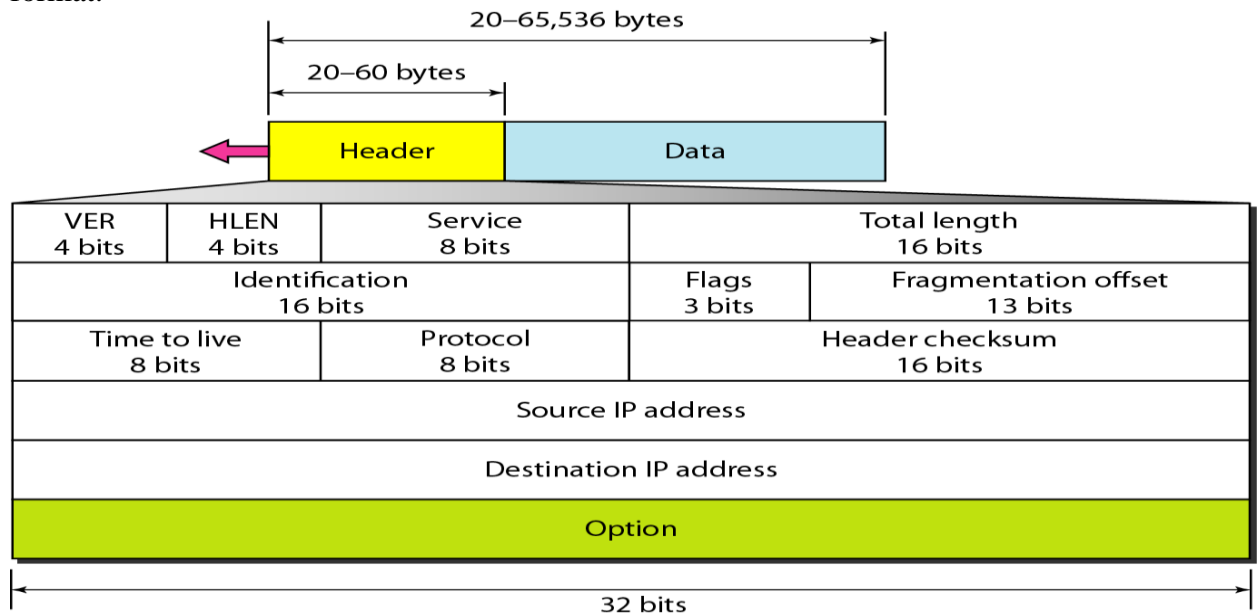 format.
20–65,536 bytes
20–60 bytes
Header
Data
VER
4 bits
HLEN
4 bits
Service
8 bits
Total length
16 bits
Identification
16 bits
Flags
3 bits
Fragmentation offset
13 bits
Time to live
8 bits
Protocol
8 bits
Header checksum
16 bits
Source IP address
Destination IP address
Option
32 bits